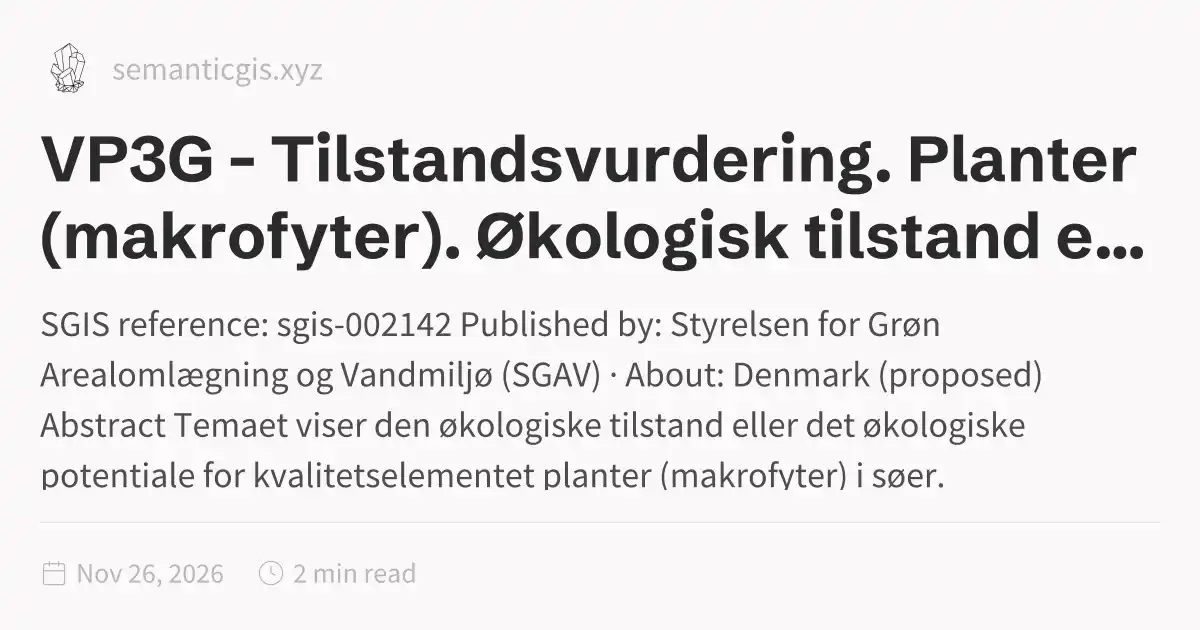 semanticgis.xyz
VP3G - Tilstandsvurdering. Planter
(makrofyter). Økologisk tilstand e...
SGIS reference: sgis-002142 Published by: Styrelsen for Grøn
Arealomlægning og Vandmiljø (SGAV) · About: Denmark (proposed)
Abstract Temaet viser den økologiske tilstand eller det økologiske
potentiale for kvalitetselementet planter (makrofyter) i søer.
Nov 26, 2026 2 min read